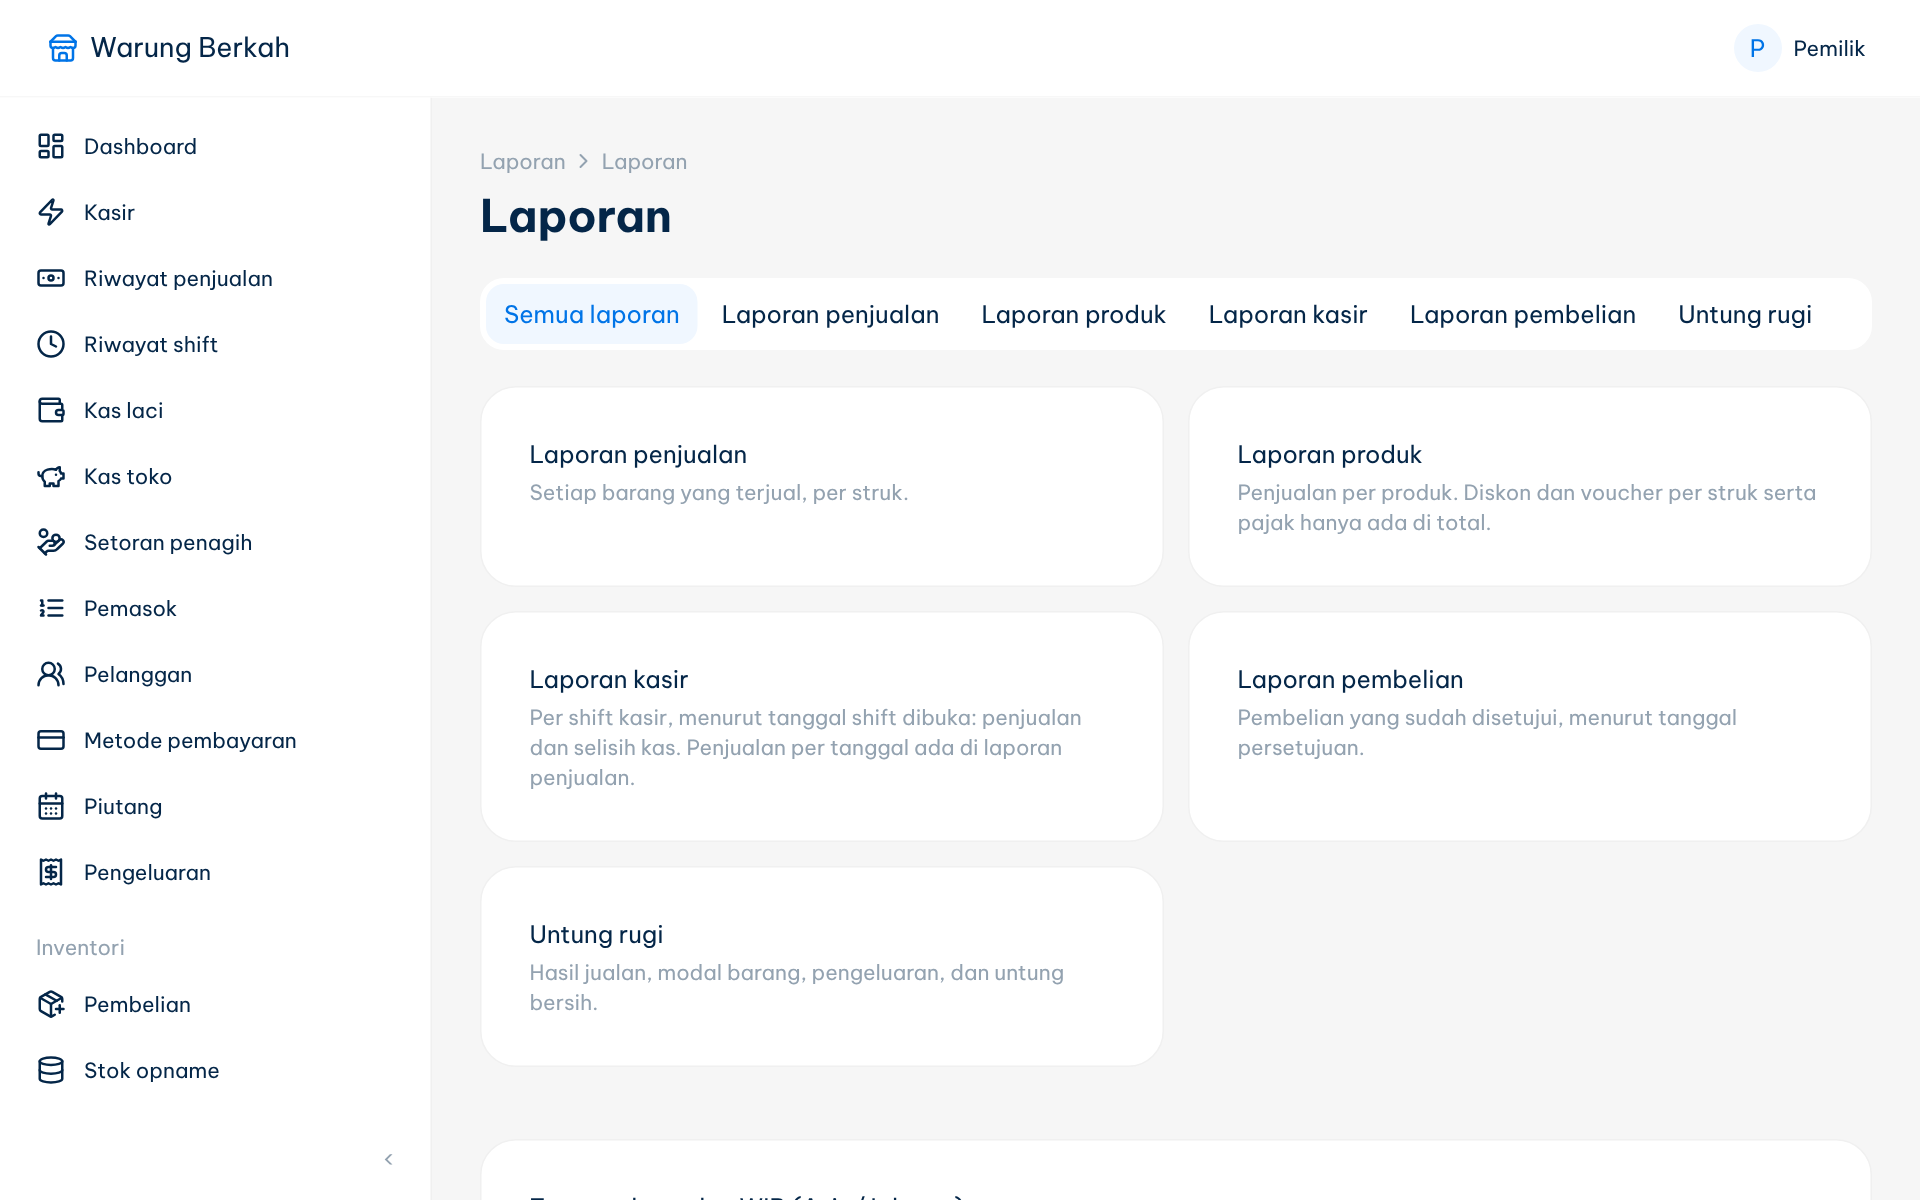 Warung Berkah
P Pemilik
Dashboard
Kasir
Riwayat penjualan
Riwayat shift
Kas laci
Kas toko
Setoran penagih
Pemasok
Pelanggan
Metode pembayaran
Piutang
Pengeluaran
Inventori
Pembelian
Stok opname
Laporan > Laporan
Laporan
Semua laporan Laporan penjualan Laporan produk Laporan kasir Laporan pembelian Untung rugi
Laporan penjualan
Setiap barang yang terjual, per struk.
Laporan produk
Penjualan per produk. Diskon dan voucher per struk serta
pajak hanya ada di total.
Laporan kasir
Per shift kasir, menurut tanggal shift dibuka: penjualan
dan selisih kas. Penjualan per tanggal ada di laporan
penjualan.
Laporan pembelian
Pembelian yang sudah disetujui, menurut tanggal
persetujuan.
Untung rugi
Hasil jualan, modal barang, pengeluaran, dan untung
bersih.